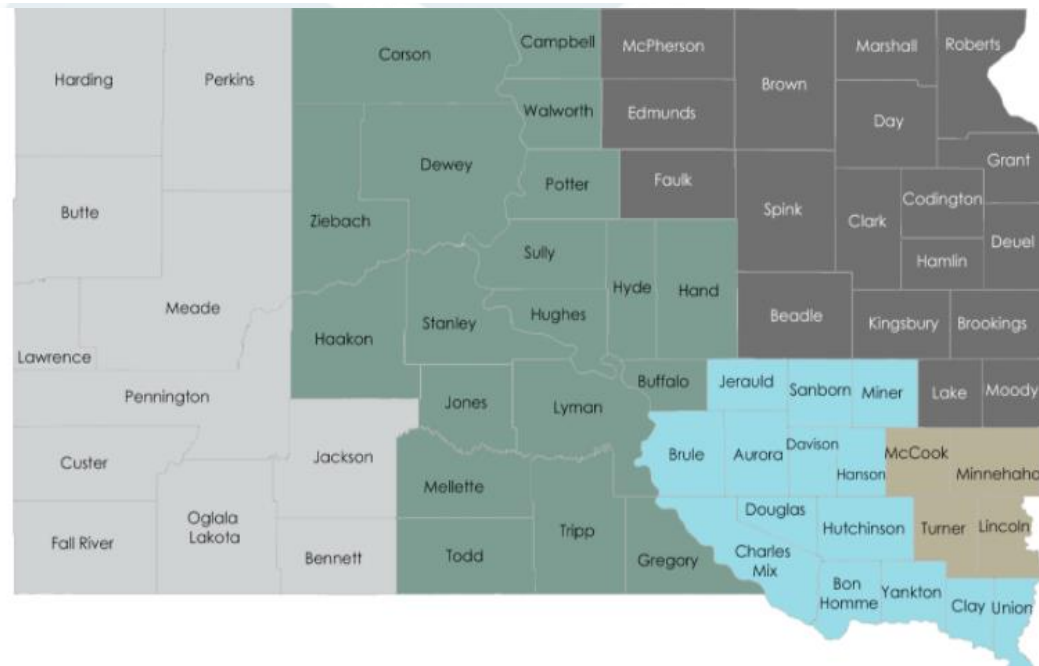 Campbell
McPherson
Marshall
Roberts
Corson
Harding
Perkins
Brown
Walworth
Edmunds
Day
Dewey
Grant
Potter
Faulk
Codington
Butte
Ziebach
Spink
Clark
Deuel
Sully
Hamlin
Hyde
Hand
Meade
Hughes
Beadle
Stanley
Kingsbury
Brookings
Haakon
Lawrence
Buffalo
Jerauld
Sanborn
Miner
Lake
Moody
Pennington
Jones
Lyman
Davison
McCook
Brule
Aurora
Jackson
Custer
Hanson
Minnehaha
Mellette
Douglas
Oglala
Lakota
Hutchinson
Turner
Lincoln
Tripp
Fall River
Bennett
Todd
Gregory
Charles
Mix
Bon
Homme
Yankton
Clay
Union